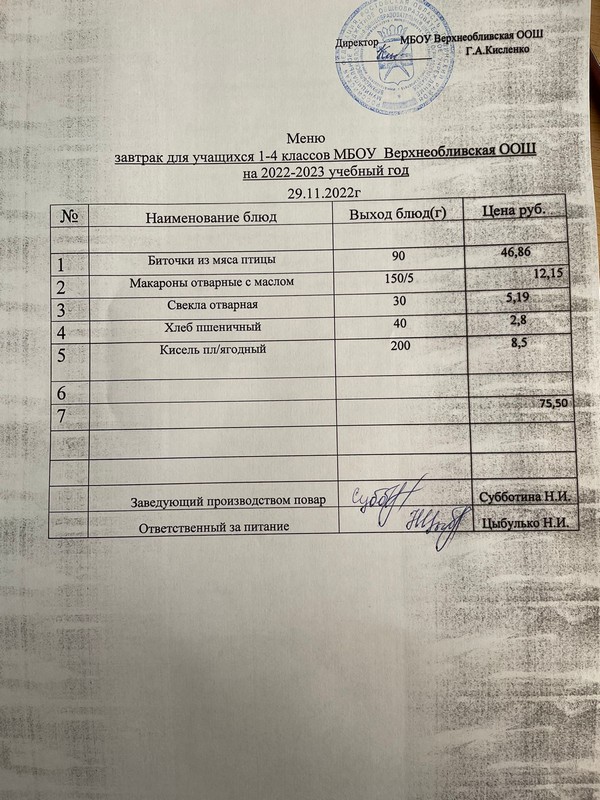 Директор МБОУ Верхнеобливская ООШ
Г.А.Кисленко
Меню
завтрак для учащихся 1-4 классов МБОУ Верхнеобливская ООШ
на 2022-2023 учебный год
29.11.2022г
№ Наименование блюд Выход блюд(г) Цена руб.
1 Биточки из мяса птицы 90 46,86
2 Макароны отварные с маслом 150/5 12,15
3 Свекла отварная 30 5,19
4 Хлеб пшеничный 40 2,8
5 Кисель пл/ягодный 200 8,5
6
7 75,50
Заведующий производством повар Субботина Н.И.
Ответственный за питание Цыбулько Н.И.